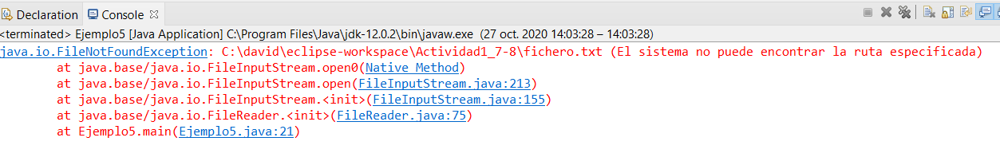 Declaration Console
<terminated> Ejemplo5 [Java Application] C:\Program Files\Java\jdk-12.0.2\bin\javaw.exe (27 oct. 2020 14:03:28 – 14:03:28)
java.io.FileNotFoundException: C:\david\eclipse-workspace\Actividad1_7-8\fichero.txt (El sistema no puede encontrar la ruta especificada)
at java.base/java.io.FileInputStream.open0(Native Method)
at java.base/java.io.FileInputStream.open(FileInputStream.java:213)
at java.base/java.io.FileInputStream.<init>(FileInputStream.java:155)
at java.base/java.io.FileReader.<init>(FileReader.java:75)
at Ejemplo5.main(Ejemplo5.java:21)